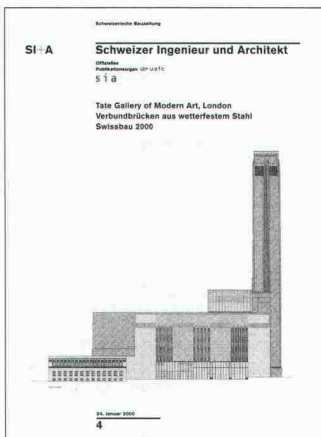 Schweizerische Bauzeitung
SI+A
Schweizer Ingenieur und Architekt
Offizielles
Publikationsorgan
sia
Tate Gallery of Modern Art, London
Verbundbrücken aus wetterfestem Stahl
Swissbau 2000
24. Januar 2000
4